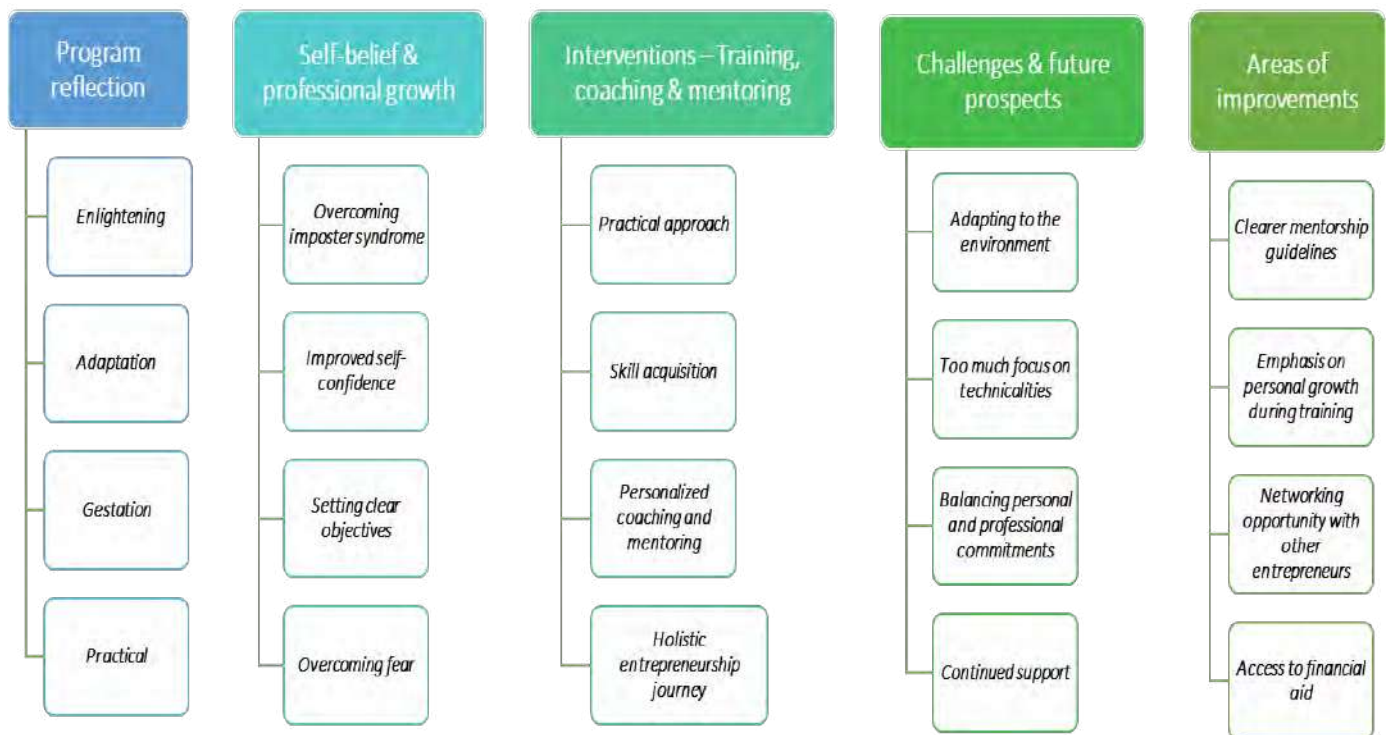 Program
reflection
Enlightening
Adaptation
Gestation
Practical
Self-belief &
professional growth
Overcoming
imposter syndrome
Improved self-
confidence
Setting clear
objectives
Overcoming fear
Interventions – Training,
coaching & mentoring
Practical approach
Skill acquisition
Personalized
coaching and
mentoring
Holistic
entrepreneurship
journey
Challenges & future
prospects
Adapting to the
environment
Too much focus on
technicalities
Balancing personal
and professional
commitments
Continued support
Areas of
improvements
Clearer mentorship
guidelines
Emphasis on
personal growth
during training
Networking
opportunity with
other
entrepreneurs
Access to financial
aid